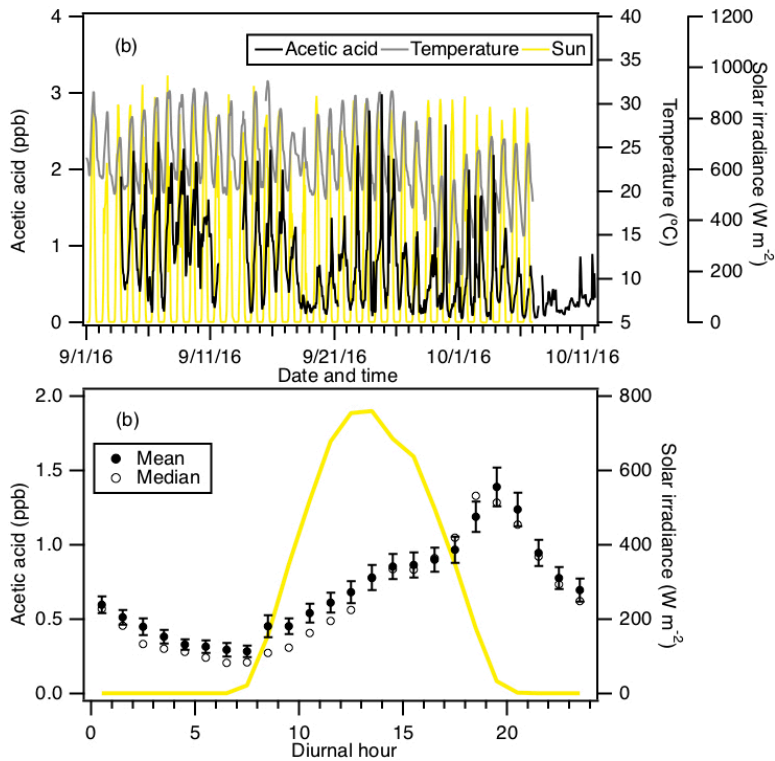 4
3
2
1
0
Acetic acid (ppb)
(b)
Acetic acid Temperature Sun
40
35
30
25
20
15
10
5
Temperature (ºC)
1200
1000
800
600
400
200
0
Solar irradiance (W m-2)
9/1/16 9/11/16 9/21/16 10/1/16 10/11/16
Date and time
2.0
1.5
1.0
0.5
0.0
Acetic acid (ppb)
(b)
Mean
Median
800
600
400
200
0
Solar irradiance (W m-2)
0 5 10 15 20
Diurnal hour